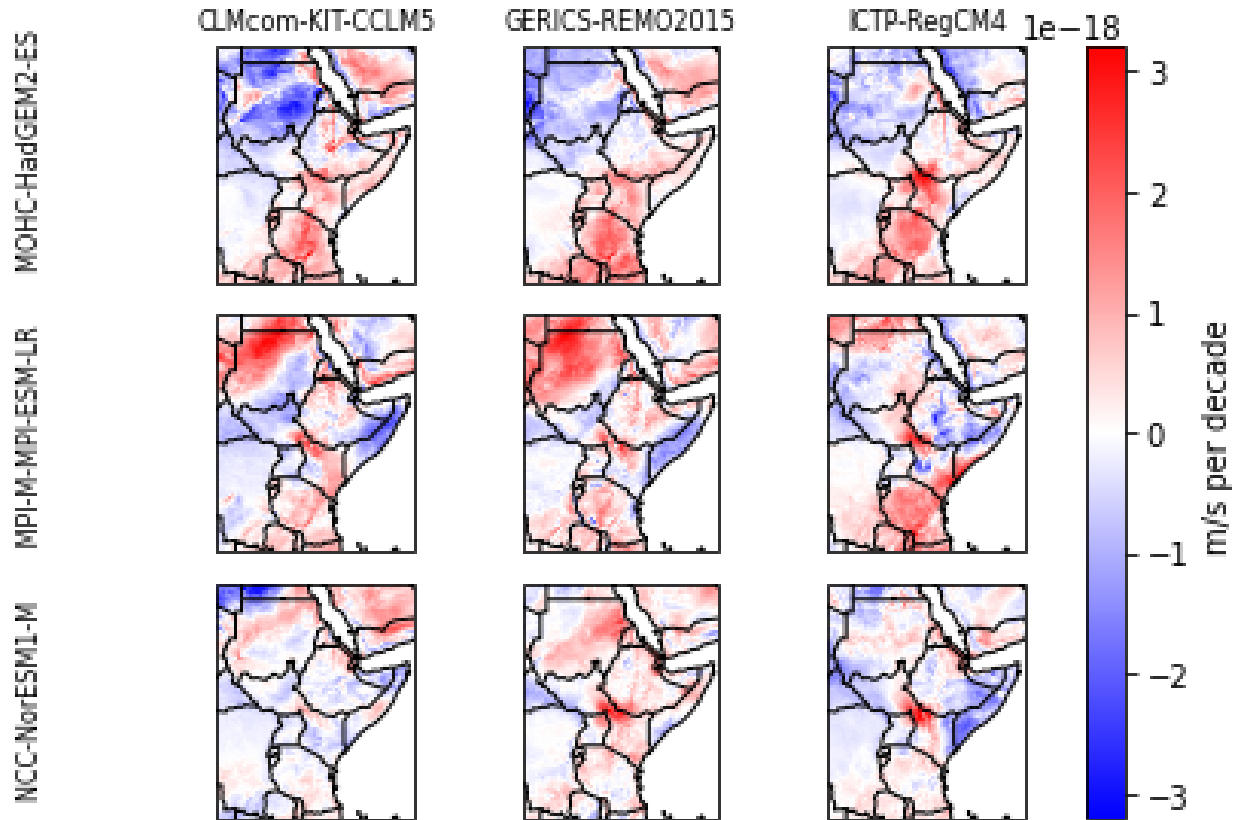 CLMcom-KIT-CCLM5 GERICS-REMO2015 ICTP-RegCM4 1e−18
MOHC-HadGEM2-ES
MPI-M-MPI-ESM-LR
NCC-NorESM1-M
3
2
1
0
−1
−2
−3
m/s per decade